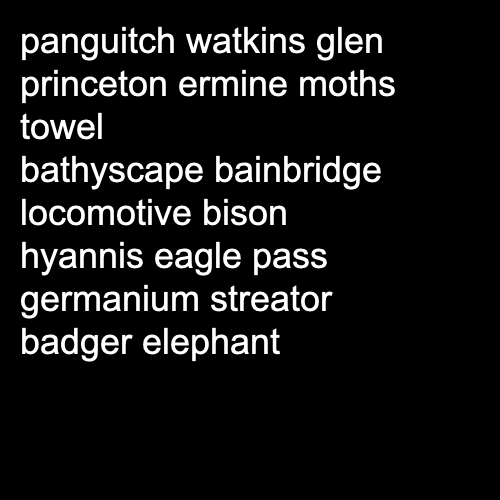 panguitch watkins glen
princeton ermine moths
towel
bathyscape bainbridge
locomotive bison
hyannis eagle pass
germanium streator
badger elephant